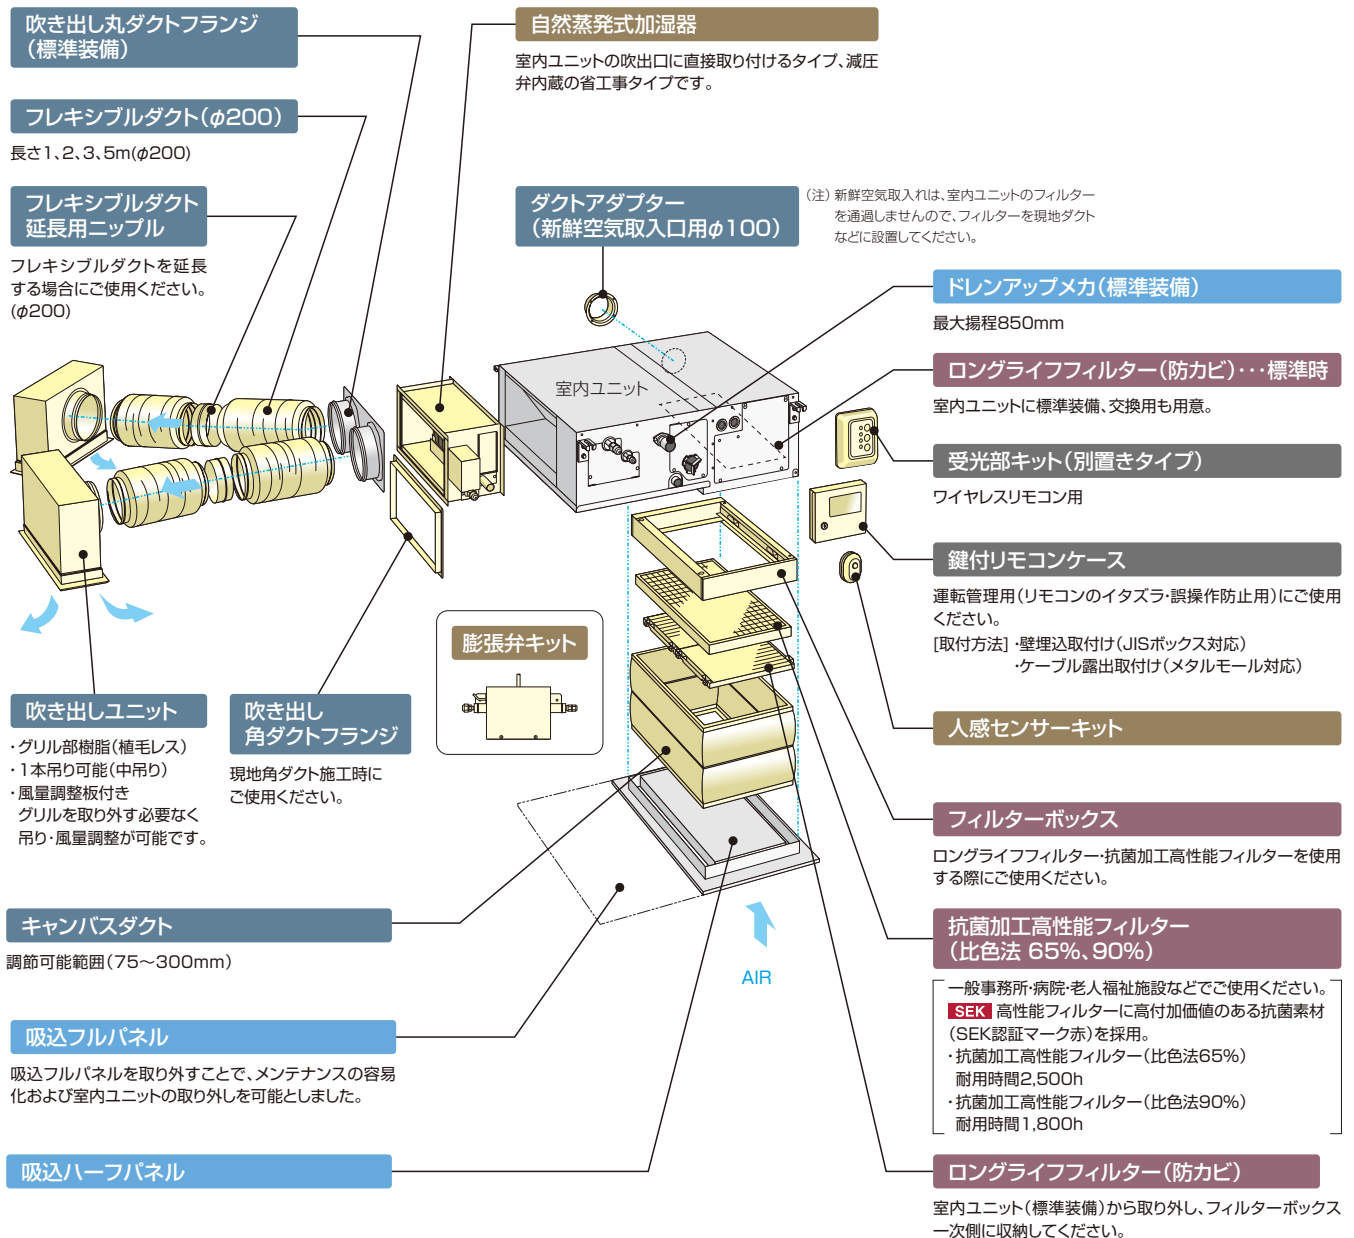 吹き出し丸ダクトフランジ
（標準装備）
フレキシブルダクト（φ200）
長さ1、2、3、5m(φ200)
フレキシブルダクト
延長用ニップル
フレキシブルダクトを延長
する場合にご使用ください。
(φ200)
自然蒸発式加湿器
室内ユニットの吹出口に直接取り付けるタイプ、減圧
弁内蔵の省工事タイプです。
ダクトアダプター
（新鮮空気取入口用φ100）
（注）新鮮空気取入れは、室内ユニットのフィルター
を通過しませんので、フィルターを現地ダクト
などに設置してください。
室内ユニット
ドレンアップメカ（標準装備）
最大揚程850mm
ロングライフフィルター（防カビ）･･･標準時
室内ユニットに標準装備、交換用も用意。
受光部キット（別置きタイプ）
ワイヤレスリモコン用
鍵付リモコンケース
運転管理用（リモコンのイタズラ・誤操作防止用）にご使用
ください。
[取付方法]・壁埋込取付け（JISボックス対応）
・ケーブル露出取付け（メタルモール対応）
人感センサーキット
膨張弁キット
吹き出しユニット
・グリル部樹脂（植毛レス）
・1本吊り可能（中吊り）
・風量調整板付き
グリルを取り外す必要なく
吊り・風量調整が可能です。
吹き出し
角ダクトフランジ
現地角ダクト施工時に
ご使用ください。
フィルターボックス
ロングライフフィルター・抗菌加工高性能フィルターを使用
する際にご使用ください。
キャンバスダクト
調節可能範囲（75～300mm）
抗菌加工高性能フィルター
（比色法 65%、90%）
一般事務所・病院・老人福祉施設などでご使用ください。
SEK 高性能フィルターに高付加価値のある抗菌素材
（SEK認証マーク赤）を採用。
・抗菌加工高性能フィルター（比色法65%）
耐用時間2,500h
・抗菌加工高性能フィルター（比色法90%）
耐用時間1,800h
AIR
吸込フルパネル
吸込フルパネルを取り外すことで、メンテナンスの容易
化および室内ユニットの取り外しを可能としました。
吸込ハーフパネル
ロングライフフィルター（防カビ）
室内ユニット（標準装備）から取り外し、フィルターボックス
一次側に収納してください。